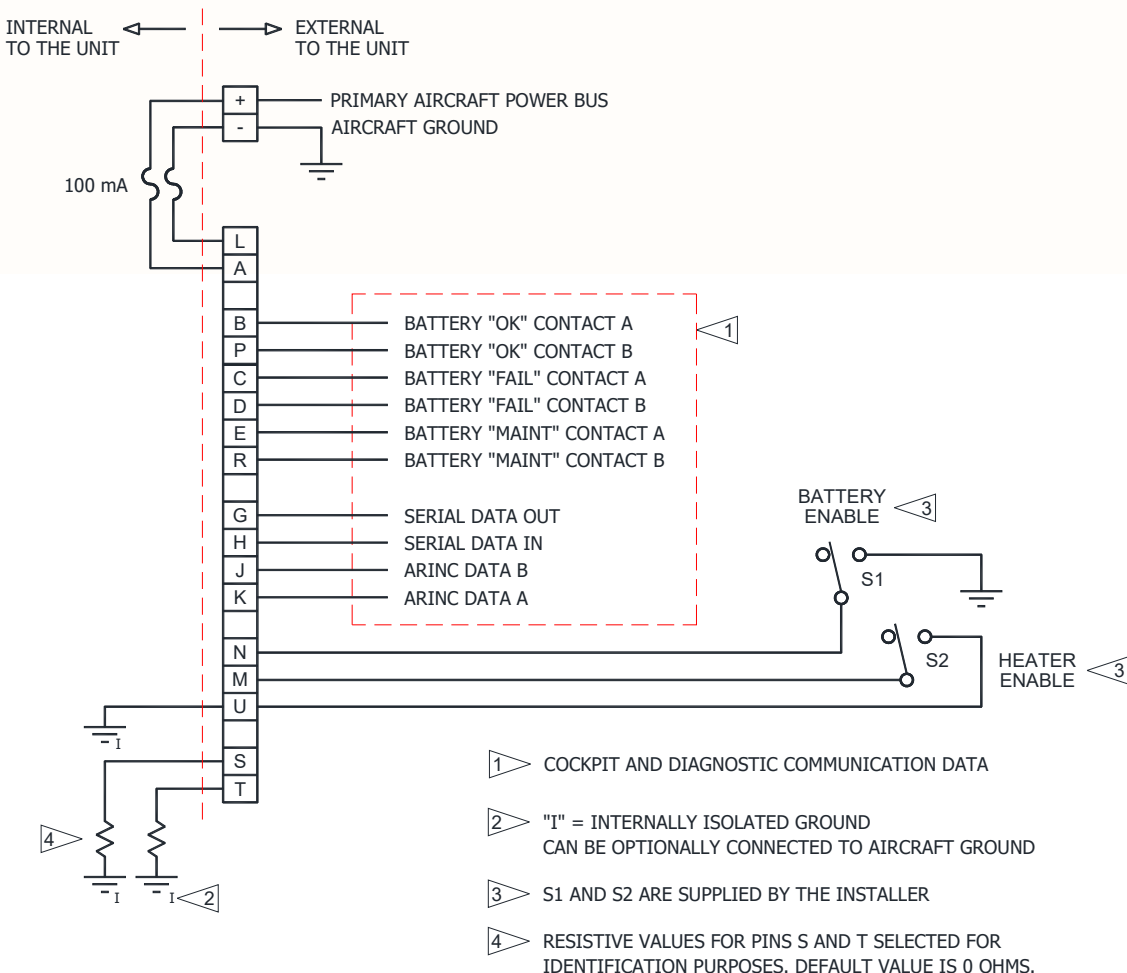 INTERNAL
TO THE UNIT
EXTERNAL
TO THE UNIT
+ PRIMARY AIRCRAFT POWER BUS
- AIRCRAFT GROUND
100 mA
L
A
B BATTERY "OK" CONTACT A
1
P BATTERY "OK" CONTACT B
C BATTERY "FAIL" CONTACT A
D BATTERY "FAIL" CONTACT B
E BATTERY "MAINT" CONTACT A
R BATTERY "MAINT" CONTACT B
G SERIAL DATA OUT
H SERIAL DATA IN
J ARINC DATA B
K ARINC DATA A
BATTERY
ENABLE
3
S1
N
M
U
S2
HEATER
ENABLE
3
I
S
T
4
I
I
2
1 COCKPIT AND DIAGNOSTIC COMMUNICATION DATA
2 "I" = INTERNALLY ISOLATED GROUND
CAN BE OPTIONALLY CONNECTED TO AIRCRAFT GROUND
3 S1 AND S2 ARE SUPPLIED BY THE INSTALLER
4 RESISTIVE VALUES FOR PINS S AND T SELECTED FOR
IDENTIFICATION PURPOSES. DEFAULT VALUE IS 0 OHMS.